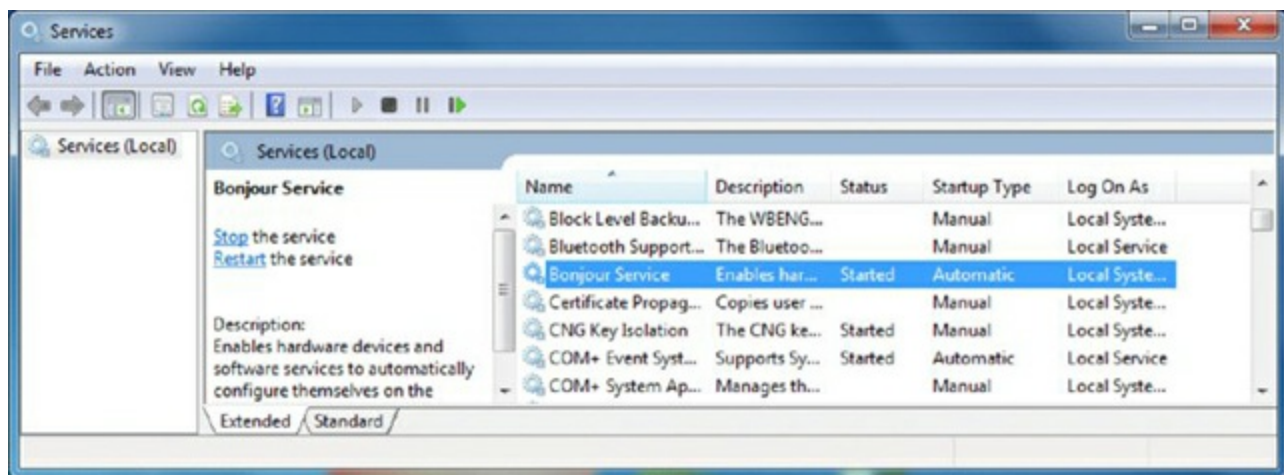 Services
File Action View Help
Services (Local)
Services (Local)
Bonjour Service
Stop the service
Restart the service
Description:
Enables hardware devices and
software services to automatically
configure themselves on the
Name Description Status Startup Type Log On As
Block Level Backu... The WBENG... Manual Local Syste...
Bluetooth Support... The Bluetoo... Manual Local Service
Bonjour Service Enables har... Started Automatic Local Syste...
Certificate Propag... Copies user ... Manual Local Syste...
CNG Key Isolation The CNG ke... Started Manual Local Syste...
COM+ Event Syst... Supports Sy... Started Automatic Local Service
COM+ System Ap... Manages th... Manual Local Syste...
Extended Standard